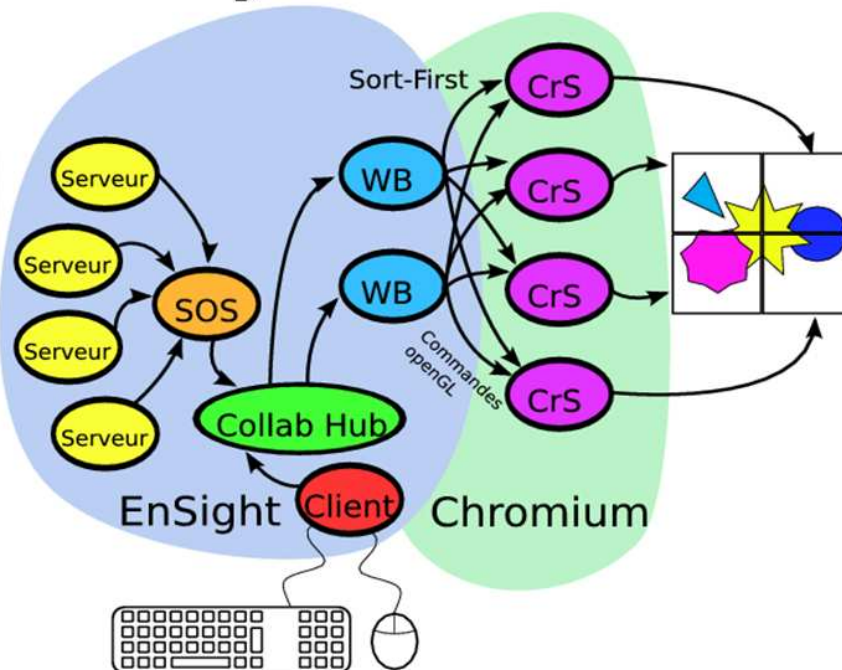 Sort-First
CrS
Serveur
WB
CrS
Serveur
SOS
WB
CrS
Serveur
Commandes
openGL
CrS
Collab Hub
Serveur
EnSight
Client
Chromium